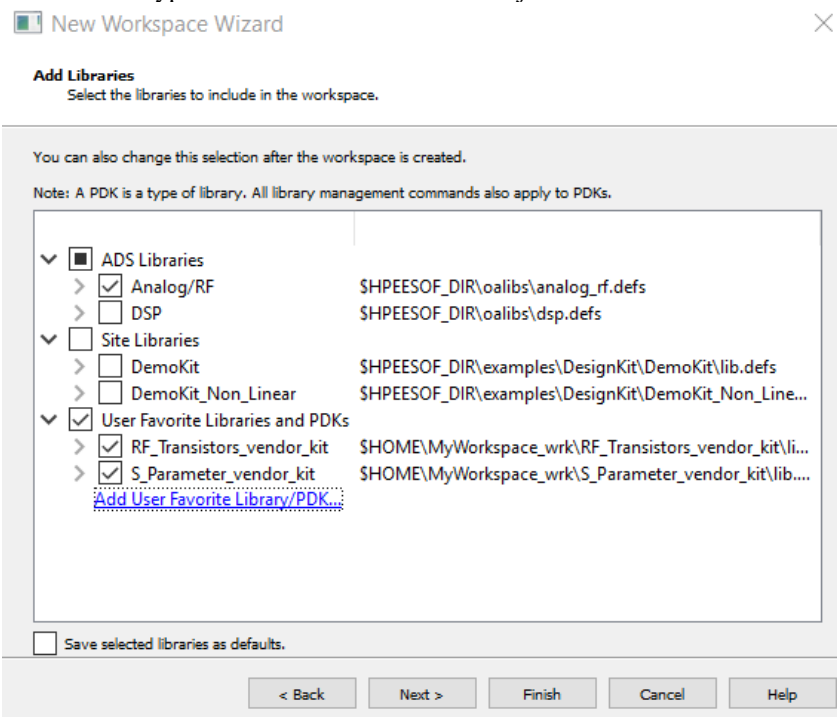 New Workspace Wizard
Add Libraries
Select the libraries to include in the workspace.
You can also change this selection after the workspace is created.
Note: A PDK is a type of library. All library management commands also apply to PDKs.
ADS Libraries
Analog/RF $HPEESOF_DIR\oalibs\analog_rf.defs
DSP $HPEESOF_DIR\oalibs\dsp.defs
Site Libraries
DemoKit $HPEESOF_DIR\examples\DesignKit\DemoKit\lib.defs
DemoKit_Non_Linear $HPEESOF_DIR\examples\DesignKit\DemoKit_Non_Line...
User Favorite Libraries and PDKs
RF_Transistors_vendor_kit $HOME\MyWorkspace_wrk\RF_Transistors_vendor_kit\li...
S_Parameter_vendor_kit $HOME\MyWorkspace_wrk\S_Parameter_vendor_kit\lib....
Add User Favorite Library/PDK...
Save selected libraries as defaults.
< Back Next > Finish Cancel Help